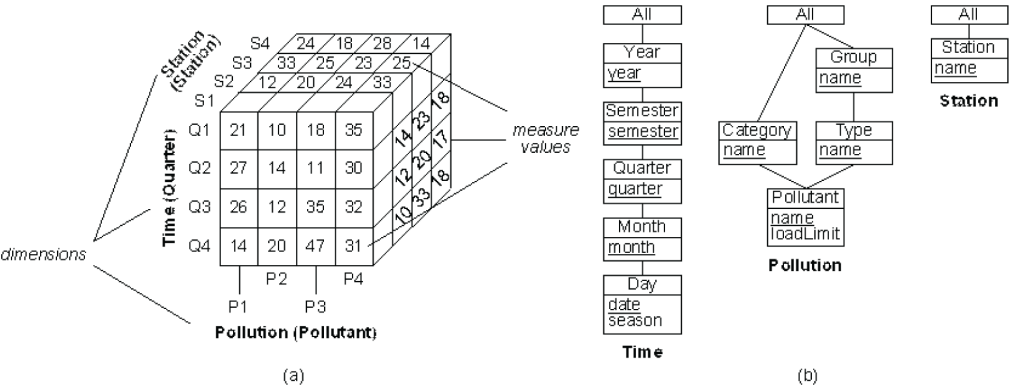 Station
(Station)
S4 24 18 28 14
S3 33 25 23 25
S2 12 20 24 33
S1
Q1 21 10 18 35
Q2 27 14 11 30
Q3 26 12 35 32
Q4 14 20 47 31
14 23 18
12 20 17
10 33 18
Time (Quarter)
dimensions
measure
values
P2 P4
P1 P3
Pollution (Pollutant)
(a)
All
Year
year
Semester
semester
Quarter
quarter
Month
month
Day
date
season
Time
All
Group
name
Category
name
Type
name
Pollutant
name
loadLimit
Pollution
All
Station
name
Station
(b)